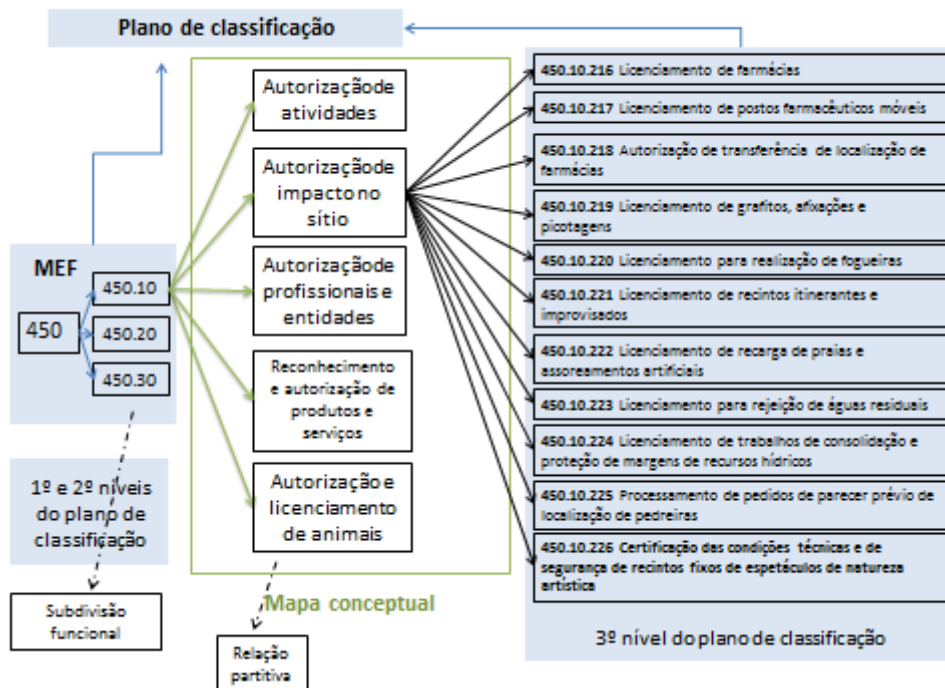 Plano de classificação
MEF
450
450.10
450.20
450.30
1º e 2º níveis
do plano de
classificação
Subdivisão
funcional
Autorizaçãode
atividades
Autorizaçãode
impacto no
sítio
Autorizaçãode
profissionais e
entidades
Reconhecimento
e autorização de
produtos e
serviços
Autorização e
licenciamento
de animais
Mapa conceptual
Relação
partitiva
450.10.216 Licenciamento de farmácias
450.10.217 Licenciamento de postos farmacêuticos móveis
450.10.218 Autorização de transferência de localização de
farmácias
450.10.219 Licenciamento de grafitos, afixações e
picotagens
450.10.220 Licenciamento para realização de fogueiras
450.10.221 Licenciamento de recintos itinerantes e
improvisados
450.10.222 Licenciamento de recarga de praias e
assoreamentos artificiais
450.10.223 Licenciamento para rejeição de águas residuais
450.10.224 Licenciamento de trabalhos de consolidação e
proteção de margens de recursos hídricos
450.10.225 Processamento de pedidos de parecer prévio de
localização de pedreiras
450.10.226 Certificação das condições técnicas e de
segurança de recintos fixos de espetáculos de natureza
artística
3º nível do plano de classificação